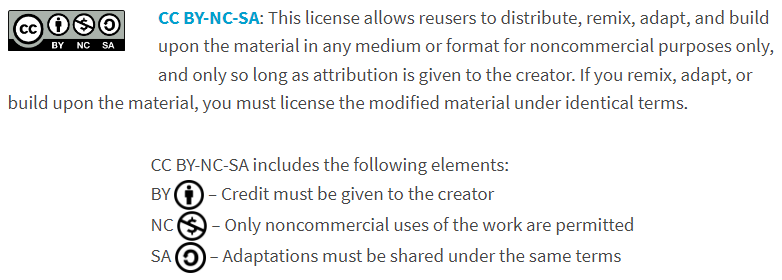 cc BY NC SA
CC BY-NC-SA: This license allows reusers to distribute, remix, adapt, and build
upon the material in any medium or format for noncommercial purposes only,
and only so long as attribution is given to the creator. If you remix, adapt, or
build upon the material, you must license the modified material under identical terms.
CC BY-NC-SA includes the following elements:
BY – Credit must be given to the creator
NC – Only noncommercial uses of the work are permitted
SA – Adaptations must be shared under the same terms